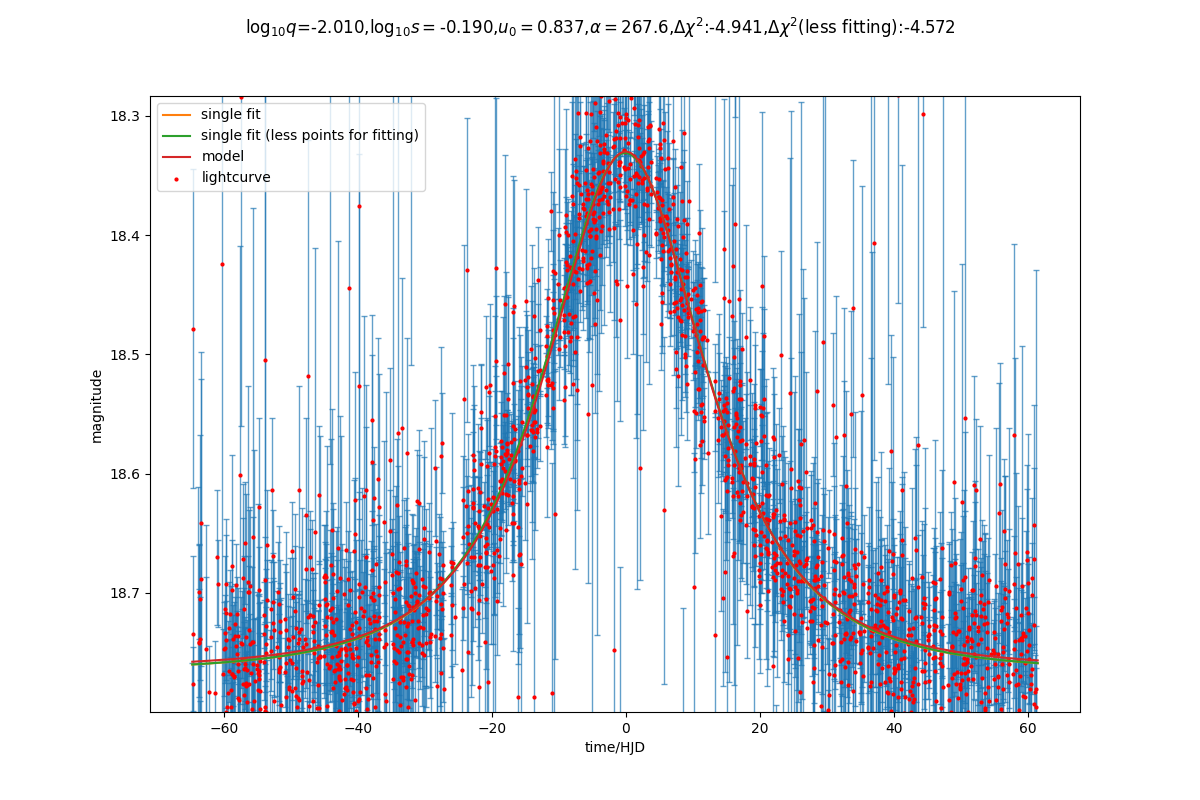 log₁₀q=-2.010,log₁₀s = -0.190,u₀ = 0.837,α = 267.6,Δχ²:-4.941,Δχ²(less fitting):-4.572
single fit
single fit (less points for fitting)
model
lightcurve
18.3
18.4
18.5
18.6
18.7
magnitude
−60
−40
−20
0
20
40
60
time/HJD